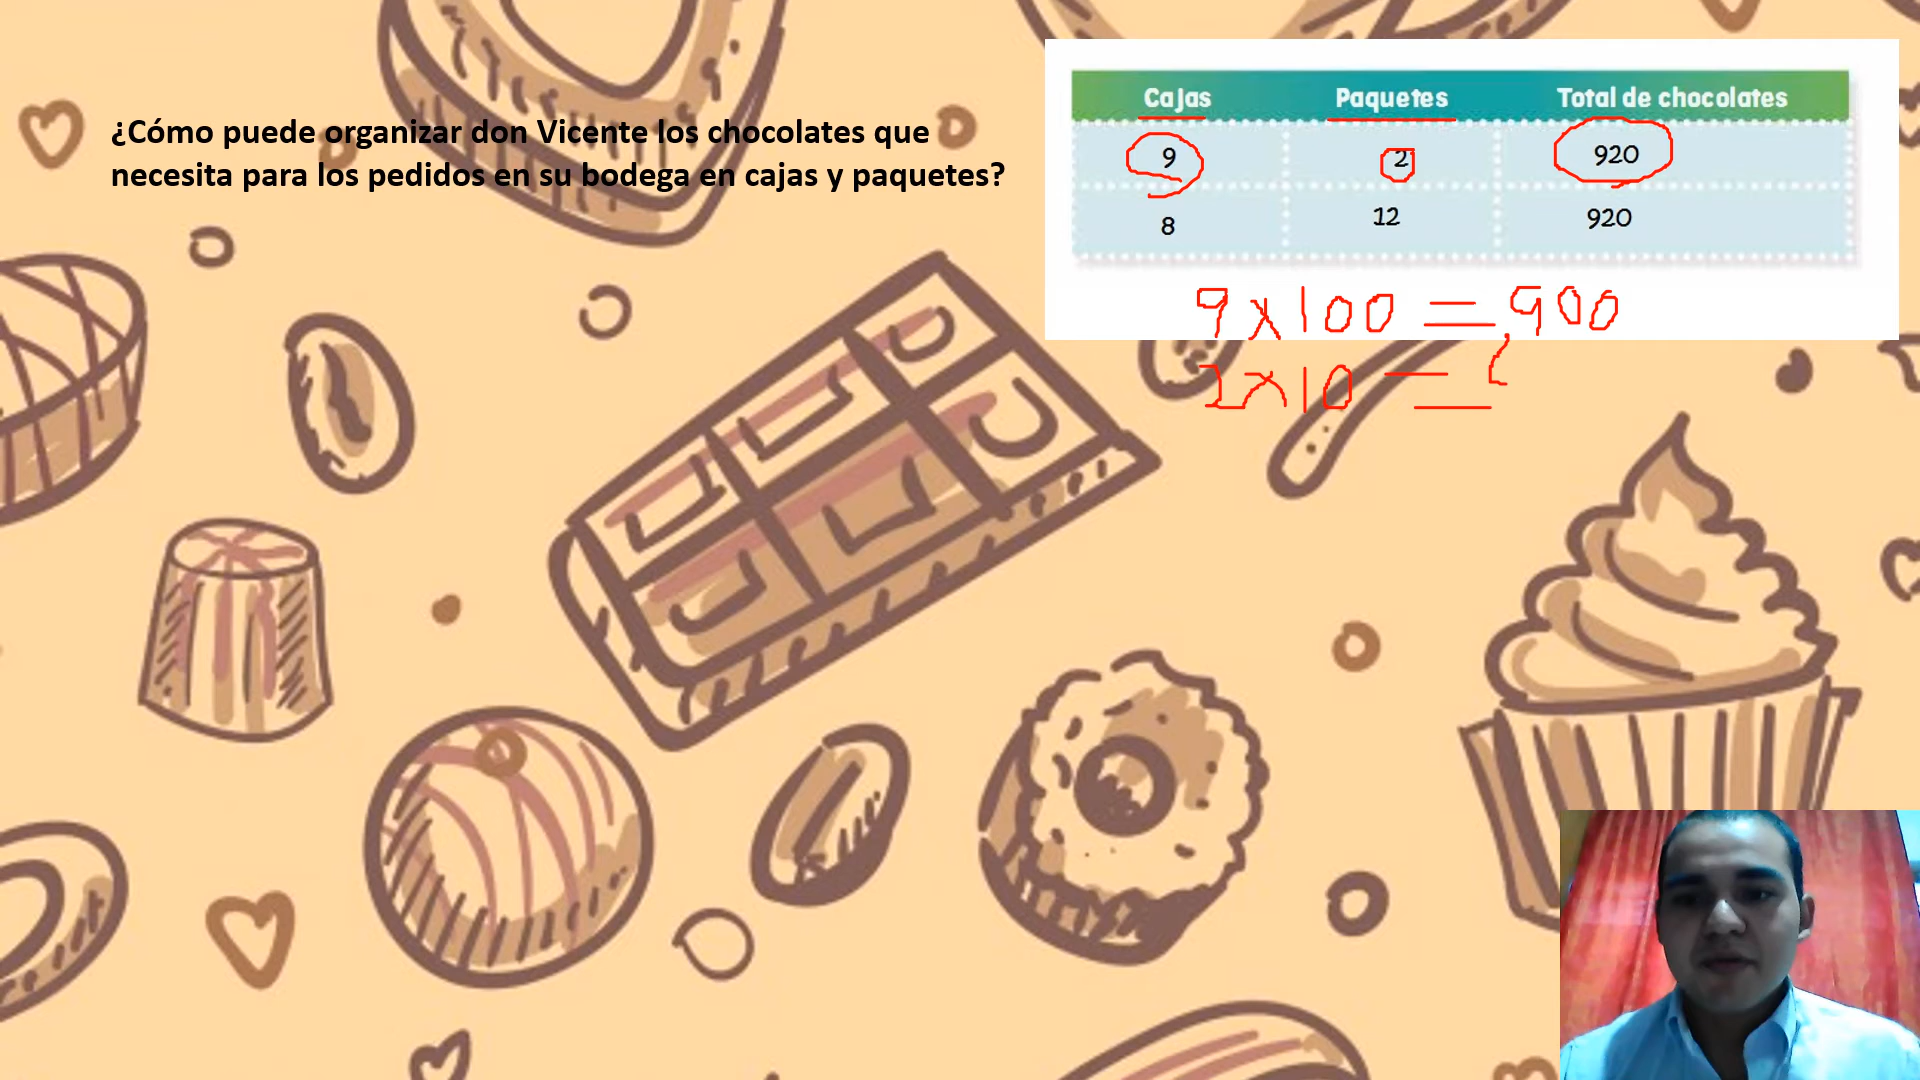 ¿Cómo puede organizar don Vicente los chocolates que
necesita para los pedidos en su bodega en cajas y paquetes?
Cajas Paquetes Total de chocolates
9 2 920
8 12 920
9 x 100 = 900
2 x 10 = 2